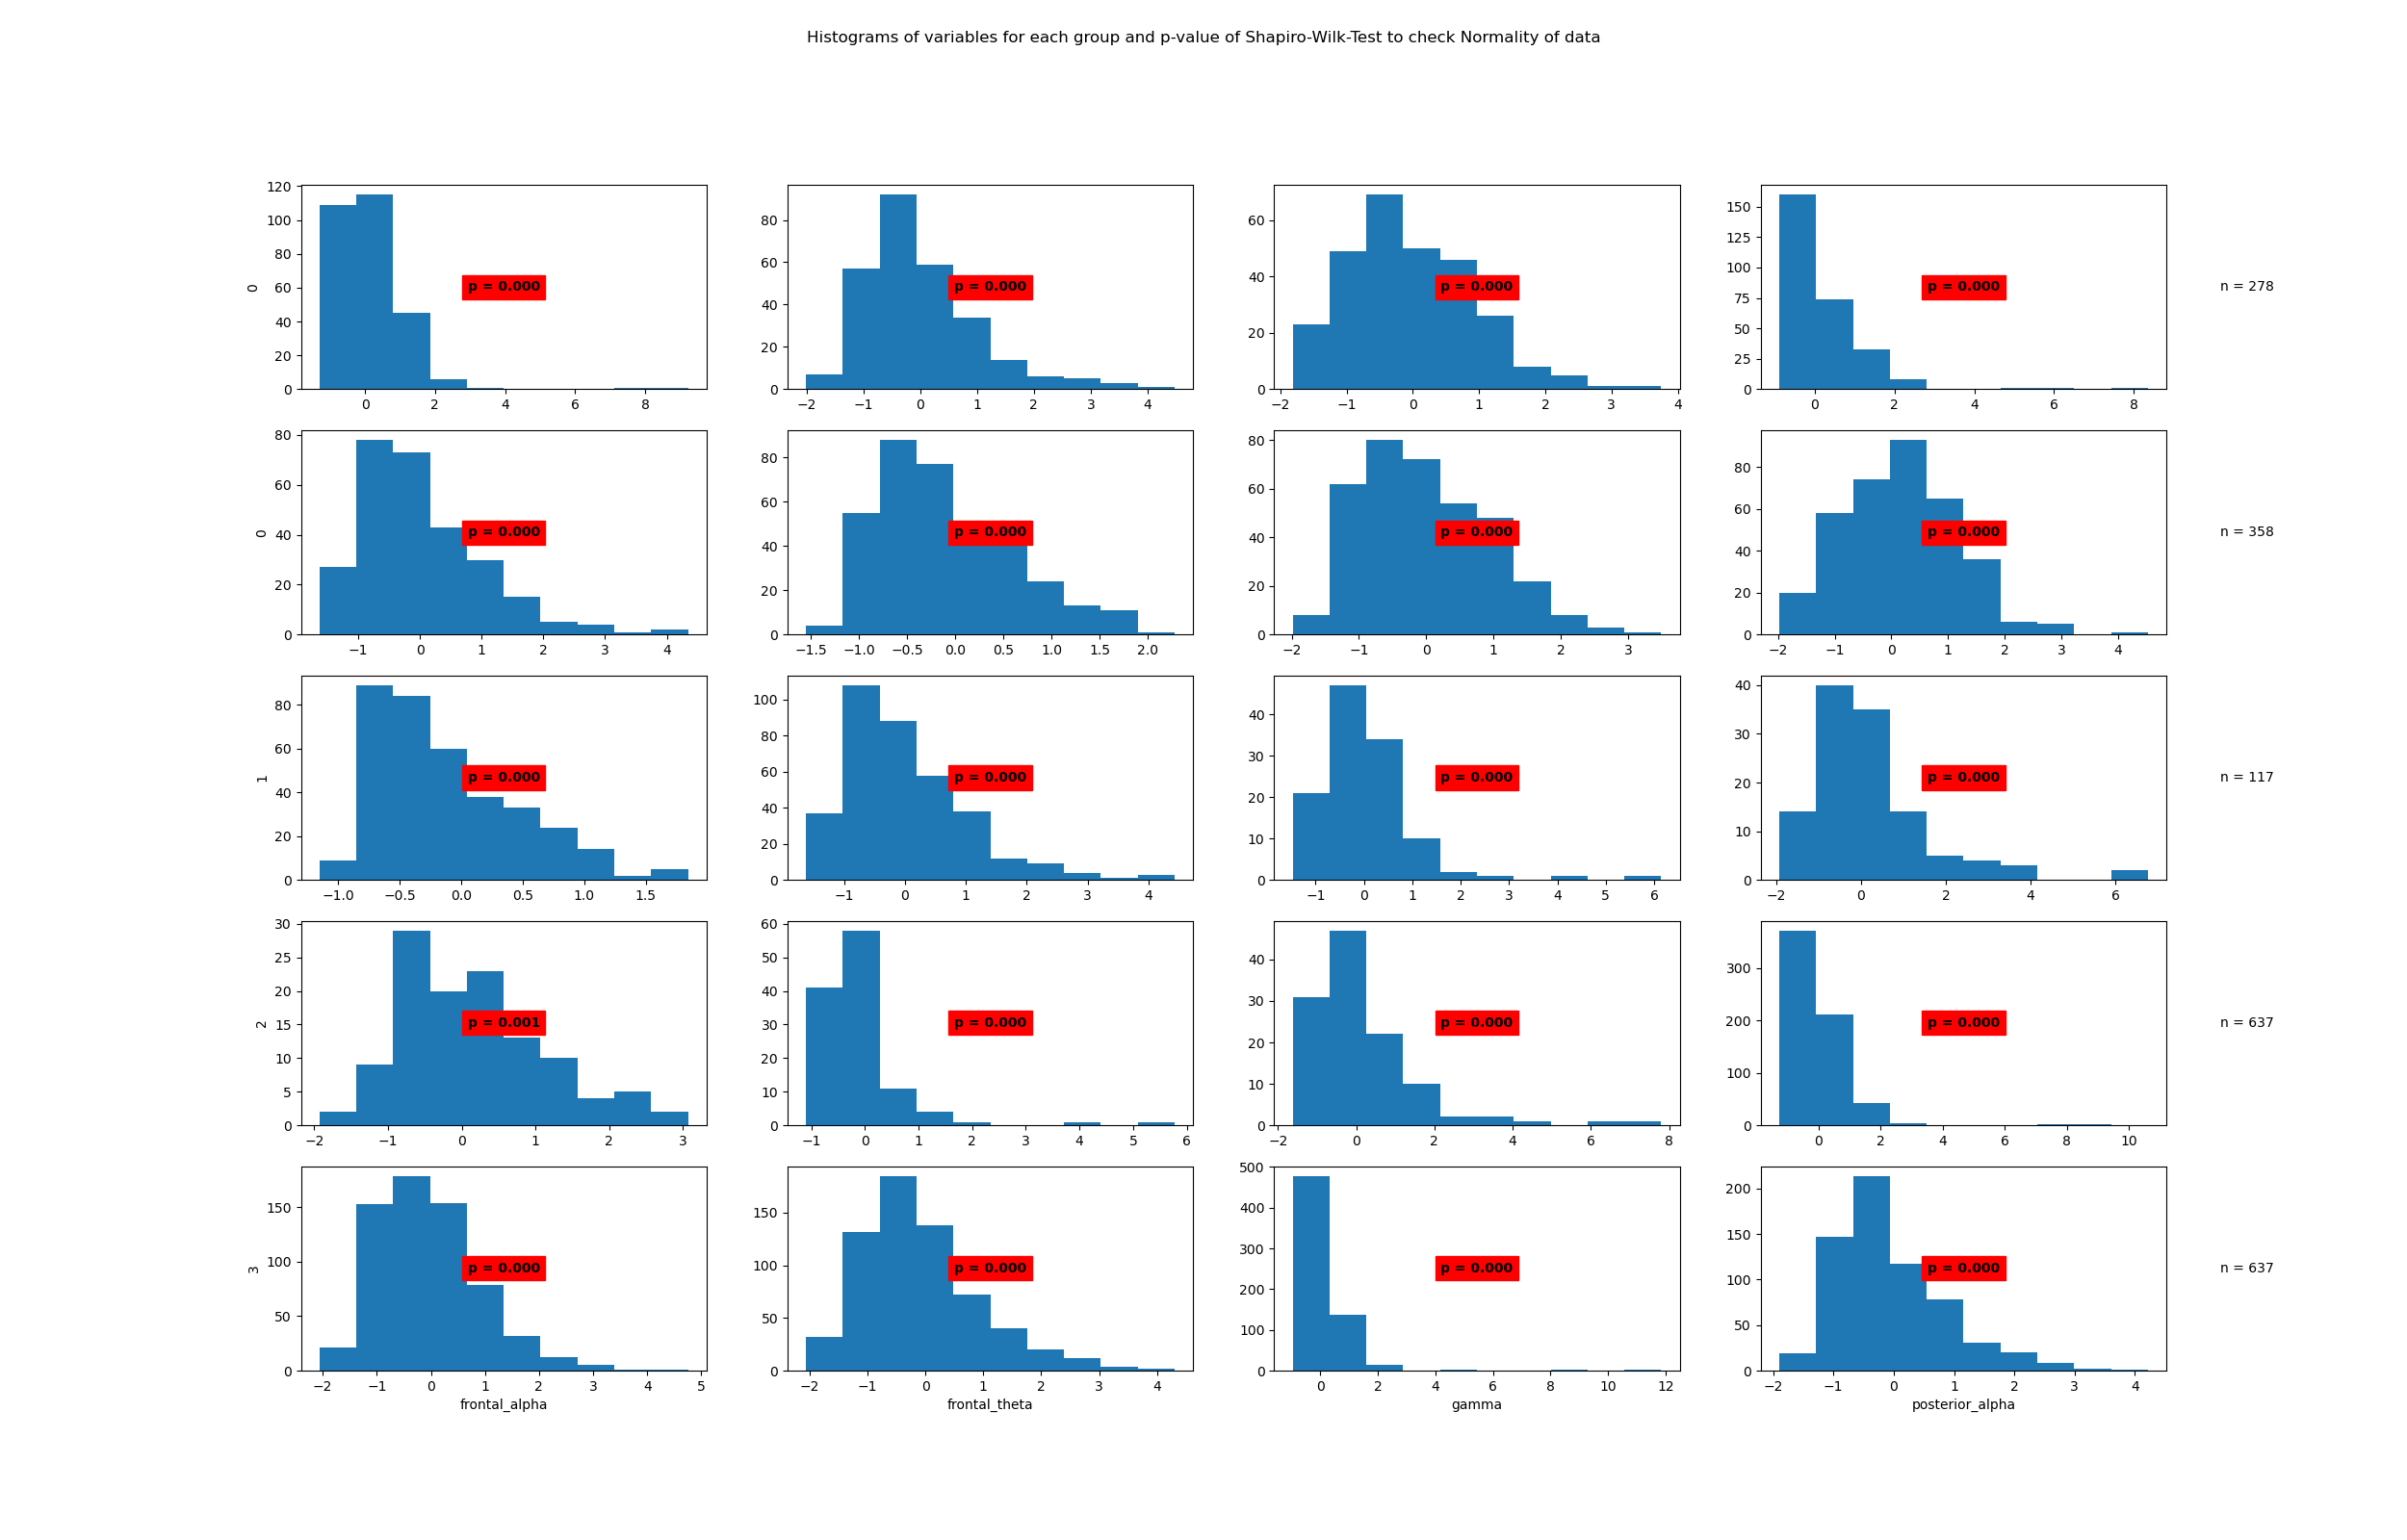 Histograms of variables for each group and p-value of Shapiro-Wilk-Test to check Normality of data
120
100
80
60
40
20
0
0
p = 0.000
0 2 4 6 8
80
60
40
20
0
p = 0.000
−2 −1 0 1 2 3 4
60
40
20
0
p = 0.000
−2 −1 0 1 2 3 4
150
125
100
75
50
25
0
p = 0.000
0 2 4 6 8
n = 278
80
60
40
20
0
0
p = 0.000
−1 0 1 2 3 4
80
60
40
20
0
p = 0.000
−1.5 −1.0 −0.5 0.0 0.5 1.0 1.5 2.0
80
60
40
20
0
p = 0.000
−2 −1 0 1 2 3
80
60
40
20
0
p = 0.000
−2 −1 0 1 2 3 4
n = 358
80
60
40
20
0
1
p = 0.000
−1.0 −0.5 0.0 0.5 1.0 1.5
100
80
60
40
20
0
p = 0.000
−1 0 1 2 3 4
40
30
20
10
0
p = 0.000
−1 0 1 2 3 4 5 6
40
30
20
10
0
p = 0.000
−2 0 2 4 6
n = 117
30
25
20
15
10
5
0
2
p = 0.001
−2 −1 0 1 2 3
60
50
40
30
20
10
0
p = 0.000
−1 0 1 2 3 4 5 6
40
30
20
10
0
p = 0.000
−2 0 2 4 6 8
300
200
100
0
p = 0.000
0 2 4 6 8 10
n = 637
150
100
50
0
3
p = 0.000
−2 −1 0 1 2 3 4 5
frontal_alpha
150
100
50
0
p = 0.000
−2 −1 0 1 2 3 4
frontal_theta
500
400
300
200
100
0
p = 0.000
0 2 4 6 8 10 12
gamma
200
150
100
50
0
p = 0.000
−2 −1 0 1 2 3 4
posterior_alpha
n = 637